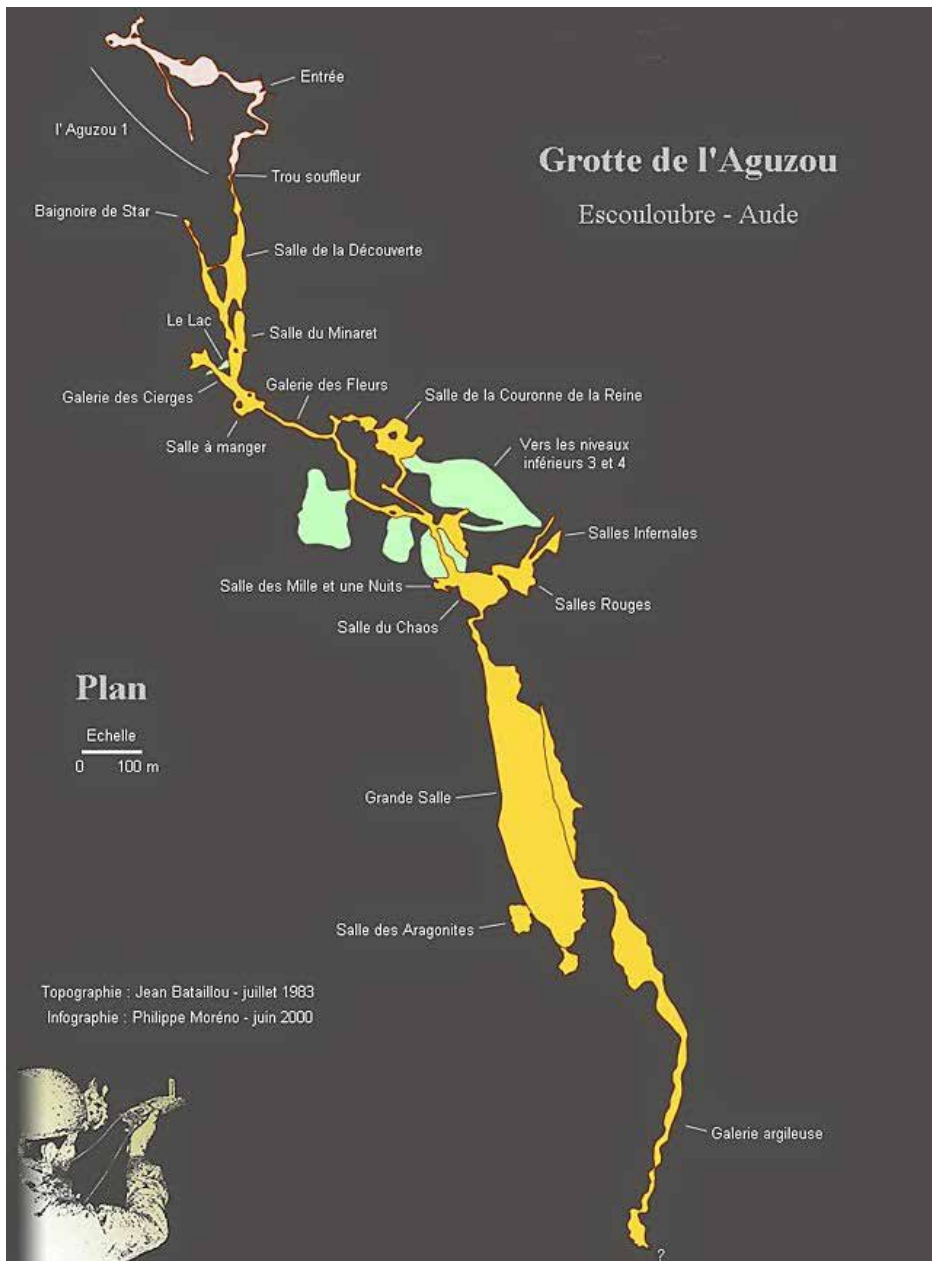 Entrée
l' Aguzou 1
Grotte de l'Aguzou
Escouloubre - Aude
Trou souffleur
Baignoire de Star
Salle de la Découverte
Le Lac
Salle du Minaret
Galerie des Cierges
Galerie des Fleurs
Salle de la Couronne de la Reine
Salle à manger
Vers les niveaux
inférieurs 3 et 4
Salles Infernales
Salle des Mille et une Nuits
Salles Rouges
Salle du Chaos
Plan
Echelle
0 100 m
Grande Salle
Salle des Aragonites
Topographie : Jean Bataillou - juillet 1983
Infographie : Philippe Moréno - juin 2000
Galerie argileuse
?